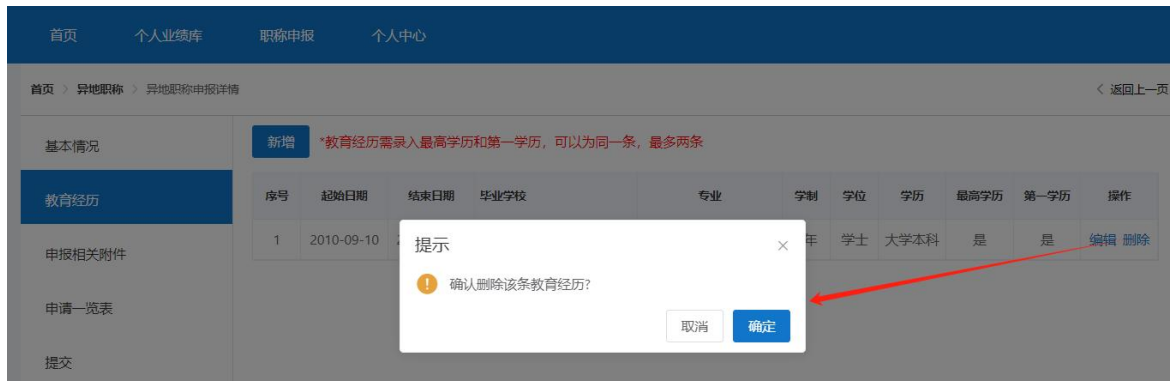 首页 个人业绩库 职称申报 个人中心
首页 > 异地职称 > 异地职称申报详情 < 返回上一页
基本情况
新增 *教育经历需录入最高学历和第一学历，可以为同一条，最多两条
教育经历
序号 起始日期 结束日期 毕业学校 专业 学制 学位 学历 最高学历 第一学历 操作
1 2010-09-10 年 学士 大学本科 是 是 编辑 删除
提示 ×
申报相关附件
! 确认删除该条教育经历?
申请一览表
取消 确定
提交